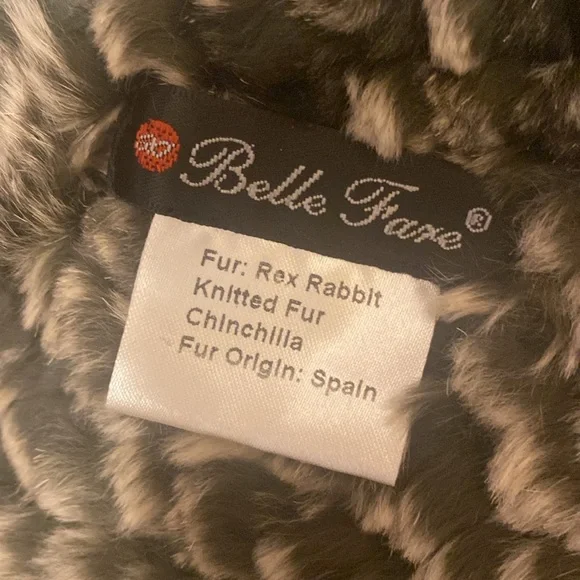 Belle Fare®
Fur: Rex Rabbit
Knitted Fur
Chinchilla
Fur Origin: Spain